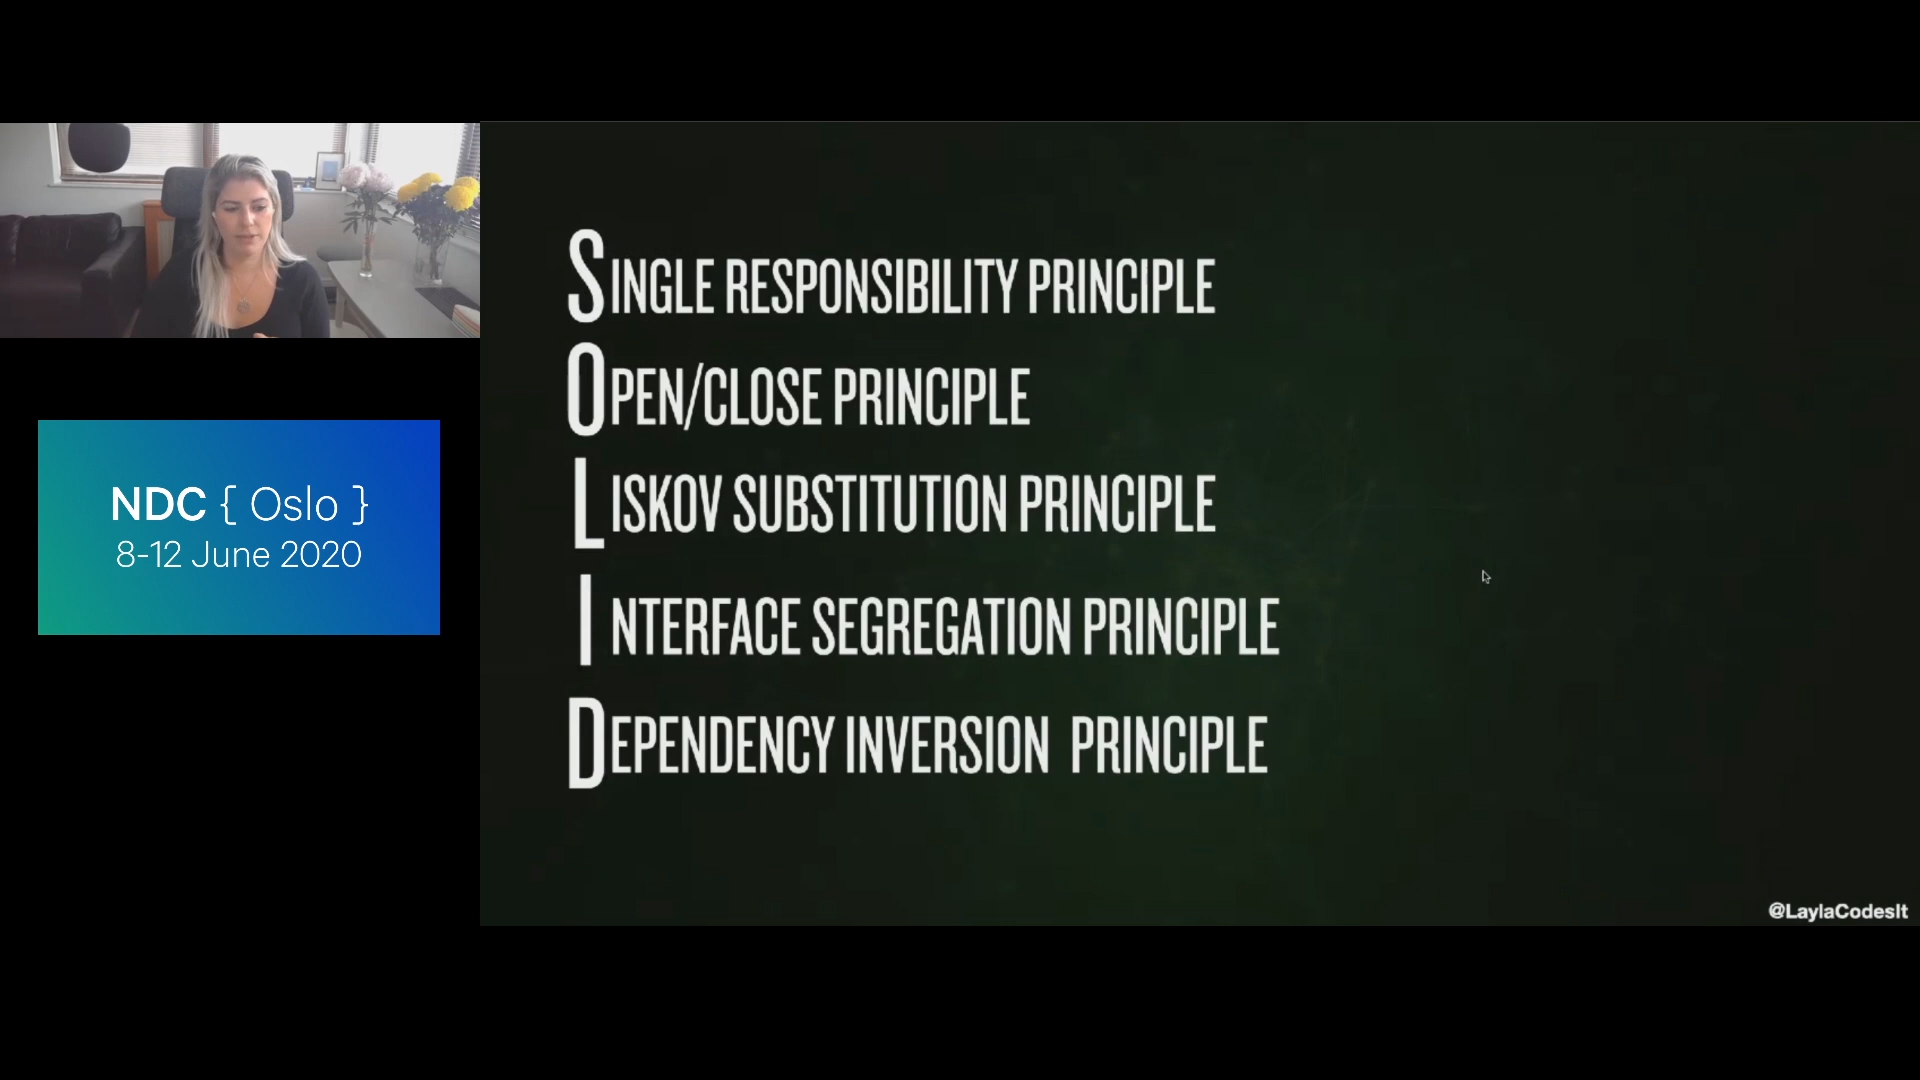 NDC { Oslo }
8-12 June 2020
SINGLE RESPONSIBILITY PRINCIPLE
OPEN/CLOSE PRINCIPLE
LISKOV SUBSTITUTION PRINCIPLE
INTERFACE SEGREGATION PRINCIPLE
DEPENDENCY INVERSION PRINCIPLE
@LaylaCodesIt